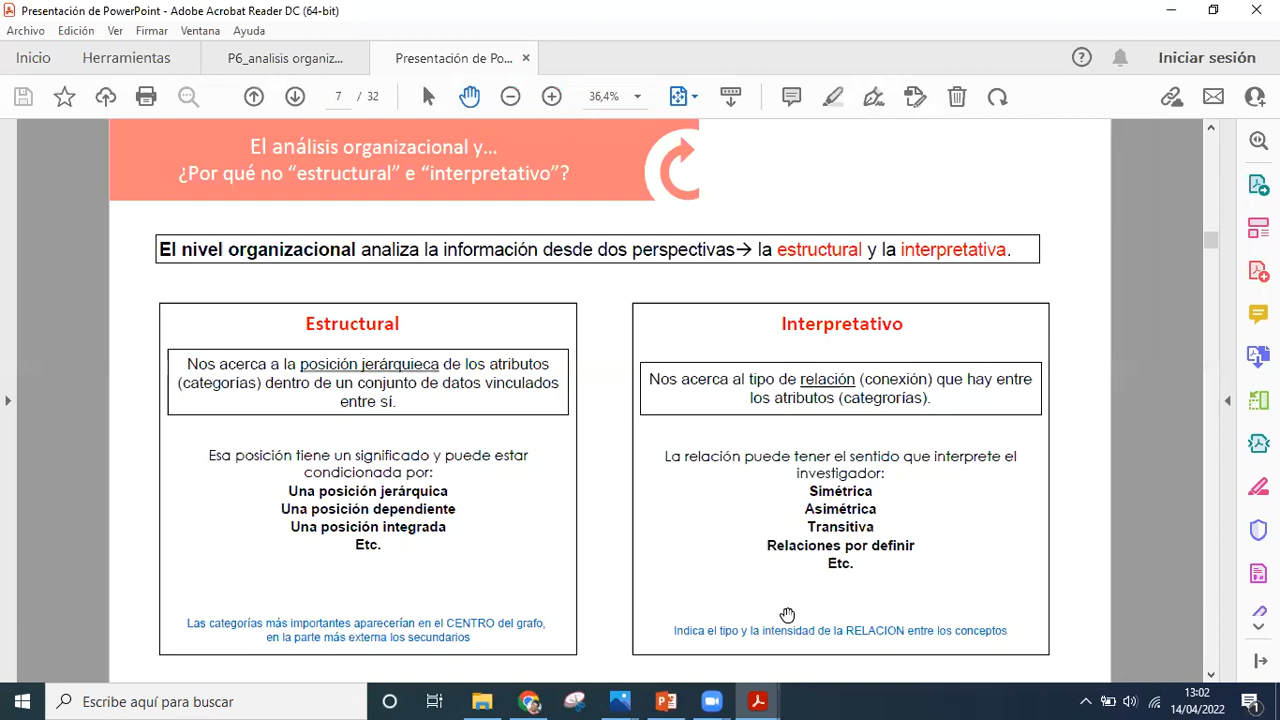 Presentación de PowerPoint - Adobe Acrobat Reader DC (64-bit)
Archivo Edición Ver Firmar Ventana Ayuda
Inicio Herramientas P6_analisis organiz... Presentación de Po... × Iniciar sesión
7 / 32 36,4%
El análisis organizacional y...
¿Por qué no “estructural” e “interpretativo”?
El nivel organizacional analiza la información desde dos perspectivas→ la estructural y la interpretativa.
Estructural
Nos acerca a la posición jerárquieca de los atributos
(categorías) dentro de un conjunto de datos vinculados
entre sí.
Esa posición tiene un significado y puede estar
condicionada por:
Una posición jerárquica
Una posición dependiente
Una posición integrada
Etc.
Las categorías más importantes aparecerían en el CENTRO del grafo,
en la parte más externa los secundarios
Interpretativo
Nos acerca al tipo de relación (conexión) que hay entre
los atributos (categrorías).
La relación puede tener el sentido que interprete el
investigador:
Simétrica
Asimétrica
Transitiva
Relaciones por definir
Etc.
Indica el tipo y la intensidad de la RELACION entre los conceptos
Escribe aquí para buscar
13:02
14/04/2022
1